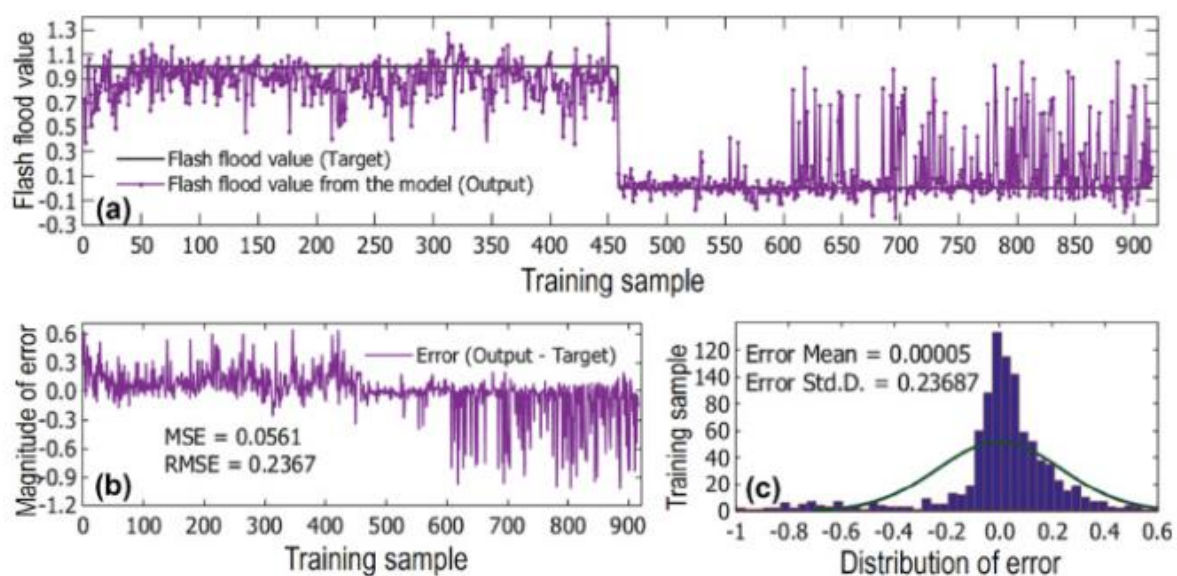 1.3
1.1
0.9
0.7
0.5
0.3
0.1
-0.1
-0.3
Flash flood value
Flash flood value (Target)
Flash flood value from the model (Output)
(a)
0 50 100 150 200 250 300 350 400 450 500 550 600 650 700 750 800 850 900
Training sample
0.6
0.3
0.0
-0.3
-0.6
-0.9
-1.2
Magnitude of error
Error (Output - Target)
MSE = 0.0561
RMSE = 0.2367
(b)
0 100 200 300 400 500 600 700 800 900
Training sample
120
140
80
60
40
20
0
Training sample
Error Mean = 0.00005
Error Std.D. = 0.23687
(c)
-1 -0.8 -0.6 -0.4 -0.2 0.0 0.2 0.4 0.6
Distribution of error